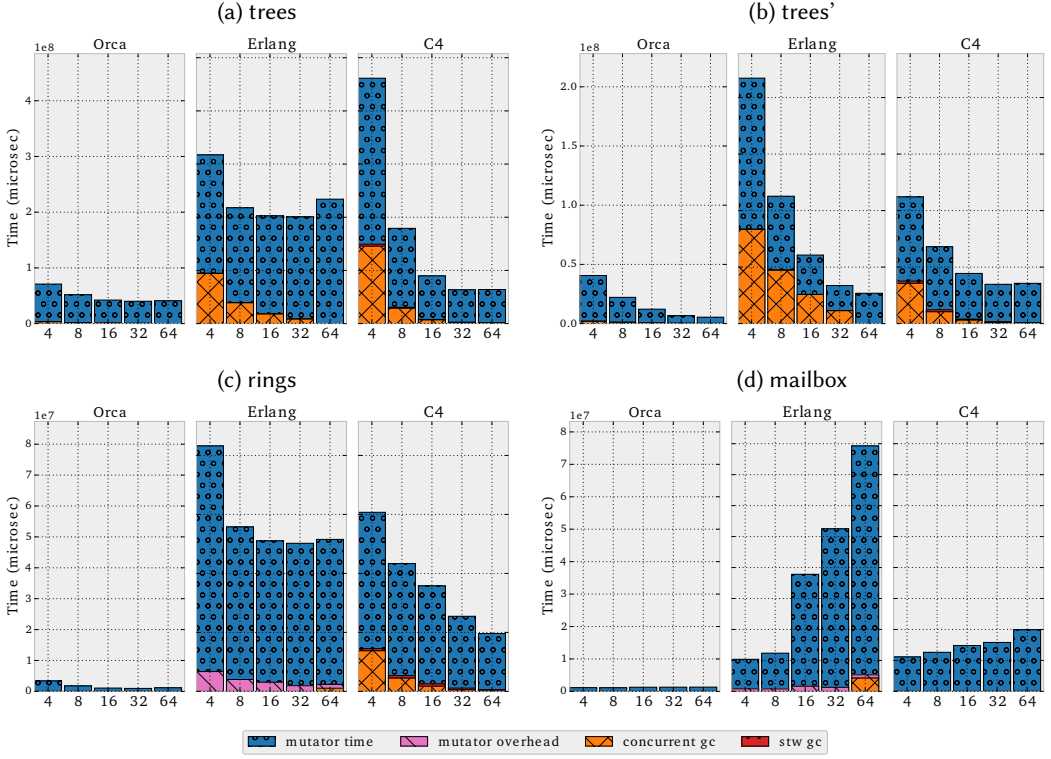 (a) trees
(b) trees’
1e8 Orca Erlang C4
1e8 Orca Erlang C4
Time (microsec)
4
3
2
1
0
4 8 16 32 64
4 8 16 32 64
4 8 16 32 64
Time (microsec)
2.0
1.5
1.0
0.5
0.0
4 8 16 32 64
4 8 16 32 64
4 8 16 32 64
(c) rings
(d) mailbox
1e7 Orca Erlang C4
1e7 Orca Erlang C4
Time (microsec)
8
7
6
5
4
3
2
1
0
4 8 16 32 64
4 8 16 32 64
4 8 16 32 64
Time (microsec)
8
7
6
5
4
3
2
1
0
4 8 16 32 64
4 8 16 32 64
4 8 16 32 64
mutator time mutator overhead concurrent gc stw gc